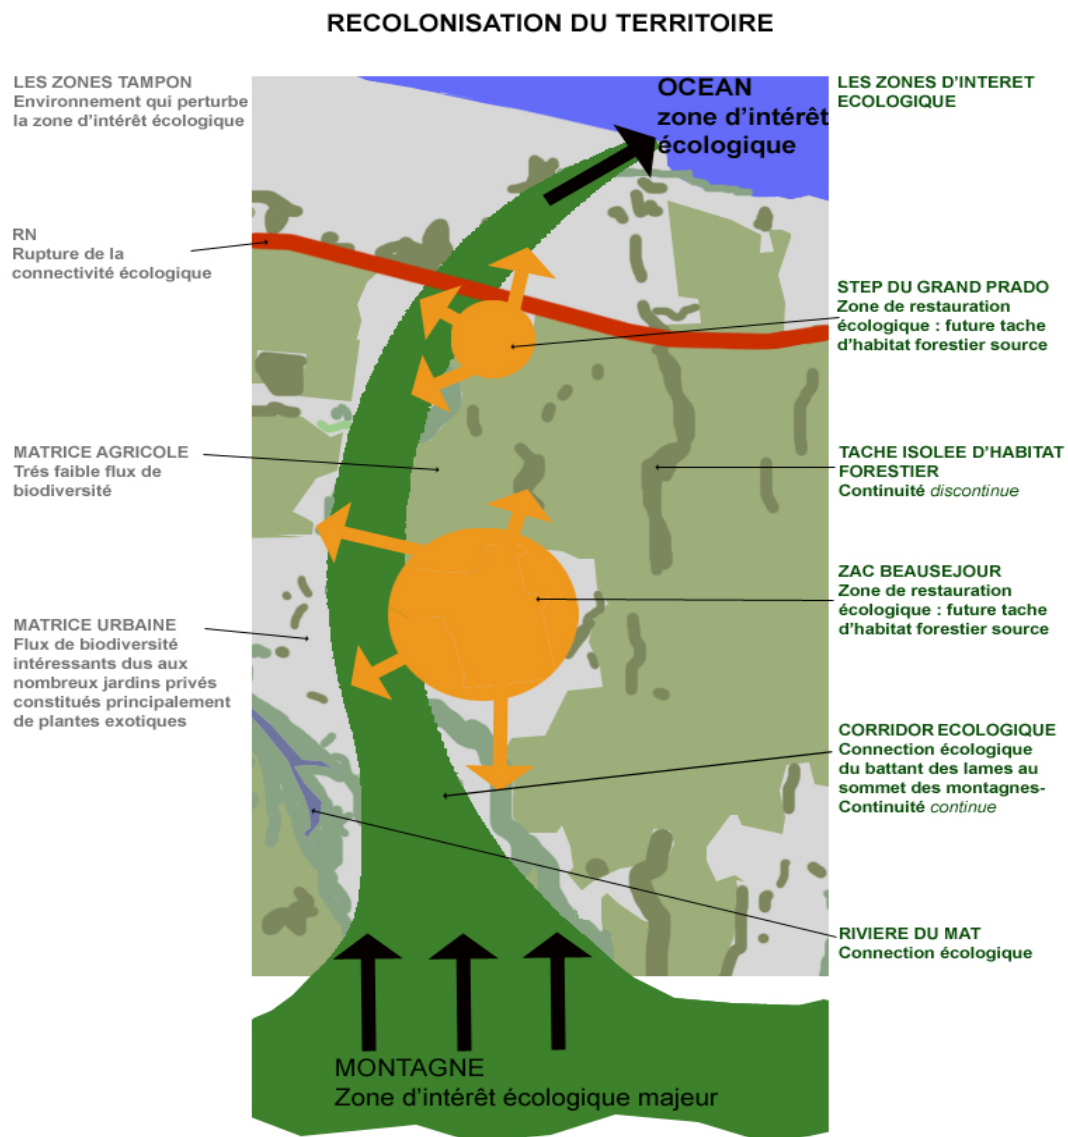 RECOLONISATION DU TERRITOIRE
LES ZONES TAMPON
Environnement qui perturbe
la zone d'intérêt écologique
RN
Rupture de la
connectivité écologique
MATRICE AGRICOLE
Trés faible flux de
biodiversité
MATRICE URBAINE
Flux de biodiversité
intéressants dus aux
nombreux jardins privés
constitués principalement
de plantes exotiques
OCEAN
zone d'intérêt
écologique
MONTAGNE
Zone d'intérêt écologique majeur
LES ZONES D'INTERET
ECOLOGIQUE
STEP DU GRAND PRADO
Zone de restauration
écologique : future tache
d'habitat forestier source
TACHE ISOLEE D'HABITAT
FORESTIER
Continuité discontinue
ZAC BEAUSEJOUR
Zone de restauration
écologique : future tache
d'habitat forestier source
CORRIDOR ECOLOGIQUE
Connection écologique
du battant des lames au
sommet des montagnes-
Continuité continue
RIVIERE DU MAT
Connection écologique